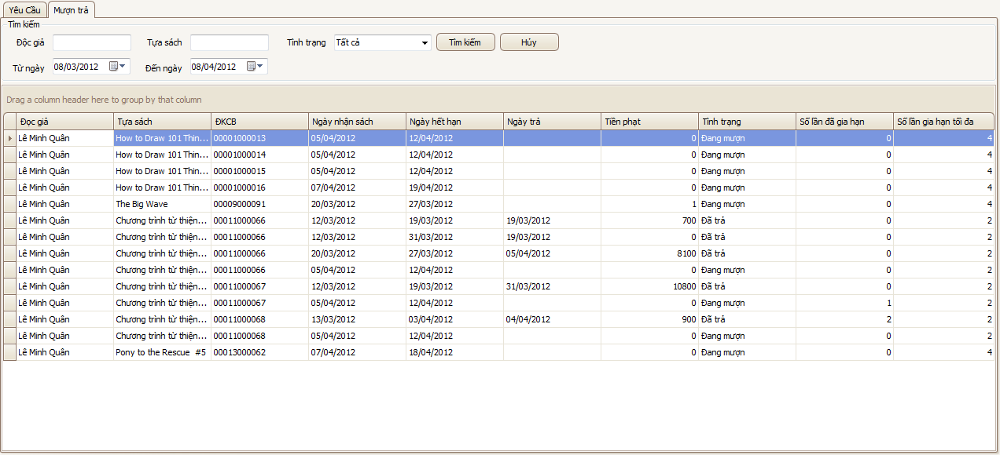 Yêu Cầu Mượn trả
Tìm kiếm
Độc giả Tựa sách Tình trạng Tất cả Tìm kiếm Hủy
Từ ngày 08/03/2012 Đến ngày 08/04/2012
Drag a column header here to group by that column
Đọc giả Tựa sách ĐKCB Ngày nhận sách Ngày hết hạn Ngày trả Tiền phạt Tình trạng Số lần đã gia hạn Số lần gia hạn tối đa
Lê Minh Quân How to Draw 101 Thin... 00001000013 05/04/2012 12/04/2012 0 Đang mượn 0 4
Lê Minh Quân How to Draw 101 Thin... 00001000014 05/04/2012 12/04/2012 0 Đang mượn 0 4
Lê Minh Quân How to Draw 101 Thin... 00001000015 05/04/2012 12/04/2012 0 Đang mượn 0 4
Lê Minh Quân How to Draw 101 Thin... 00001000016 07/04/2012 19/04/2012 0 Đang mượn 0 4
Lê Minh Quân The Big Wave 00009000091 20/03/2012 27/03/2012 1 Đang mượn 0 4
Lê Minh Quân Chương trình từ thiện... 00011000066 12/03/2012 19/03/2012 19/03/2012 700 Đã trả 0 2
Lê Minh Quân Chương trình từ thiện... 00011000066 12/03/2012 31/03/2012 19/03/2012 0 Đã trả 0 2
Lê Minh Quân Chương trình từ thiện... 00011000066 20/03/2012 27/03/2012 05/04/2012 8100 Đã trả 0 2
Lê Minh Quân Chương trình từ thiện... 00011000066 05/04/2012 12/04/2012 0 Đang mượn 0 2
Lê Minh Quân Chương trình từ thiện... 00011000067 12/03/2012 19/03/2012 31/03/2012 10800 Đã trả 0 2
Lê Minh Quân Chương trình từ thiện... 00011000067 05/04/2012 12/04/2012 0 Đang mượn 1 2
Lê Minh Quân Chương trình từ thiện... 00011000068 13/03/2012 03/04/2012 04/04/2012 900 Đã trả 2 2
Lê Minh Quân Chương trình từ thiện... 00011000068 05/04/2012 12/04/2012 0 Đang mượn 0 2
Lê Minh Quân Pony to the Rescue #5 00013000062 07/04/2012 18/04/2012 0 Đang mượn 0 4